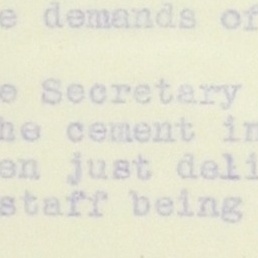 e demands of
e Secretary
he cement in
en just deli
staff being